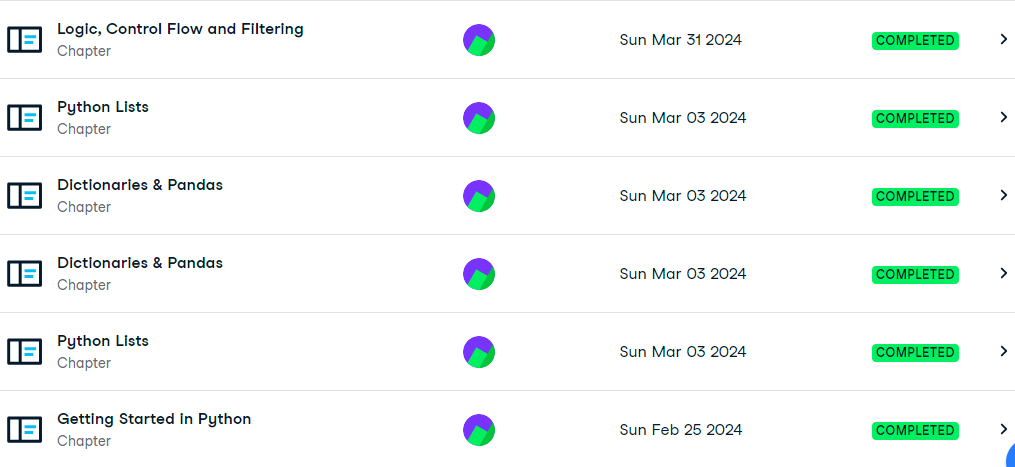 Logic, Control Flow and Filtering
Chapter
Sun Mar 31 2024
COMPLETED
Python Lists
Chapter
Sun Mar 03 2024
COMPLETED
Dictionaries & Pandas
Chapter
Sun Mar 03 2024
COMPLETED
Dictionaries & Pandas
Chapter
Sun Mar 03 2024
COMPLETED
Python Lists
Chapter
Sun Mar 03 2024
COMPLETED
Getting Started in Python
Chapter
Sun Feb 25 2024
COMPLETED